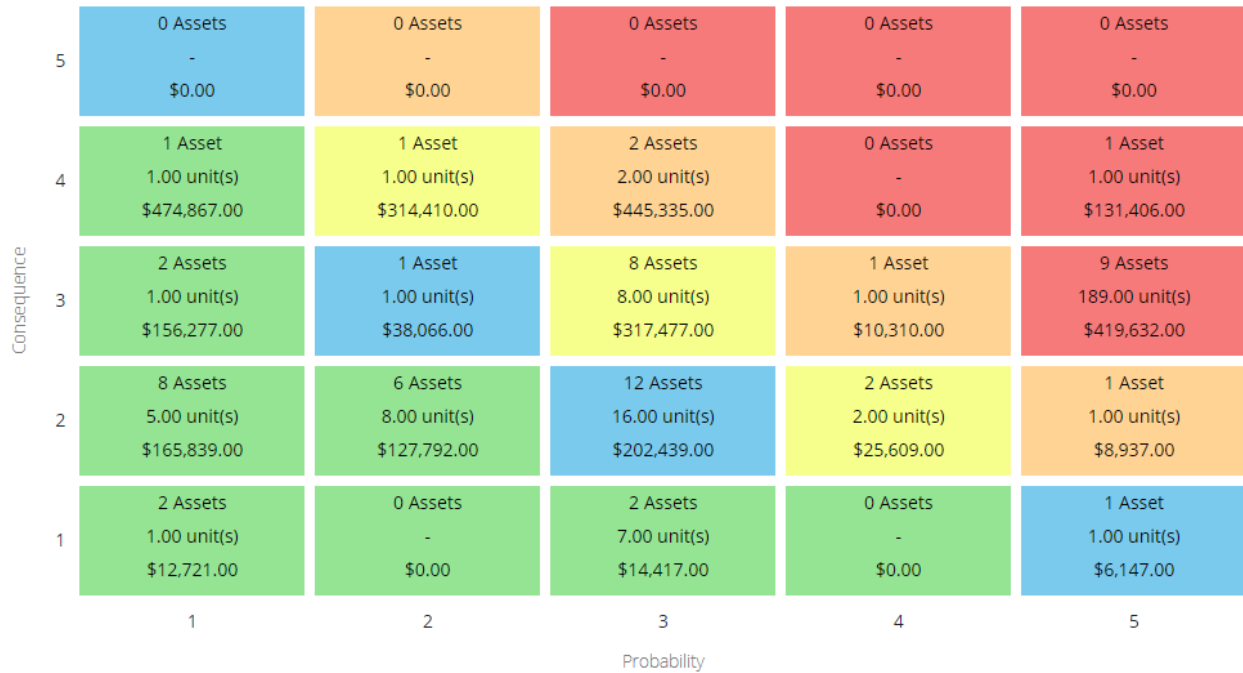 0 Assets 0 Assets 0 Assets 0 Assets 0 Assets
5 - - - - -
$0.00 $0.00 $0.00 $0.00 $0.00
1 Asset 1 Asset 2 Assets 0 Assets 1 Asset
4 1.00 unit(s) 1.00 unit(s) 2.00 unit(s) - 1.00 unit(s)
$474,867.00 $314,410.00 $445,335.00 $0.00 $131,406.00
Consequence
2 Assets 1 Asset 8 Assets 1 Asset 9 Assets
3 1.00 unit(s) 1.00 unit(s) 8.00 unit(s) 1.00 unit(s) 189.00 unit(s)
$156,277.00 $38,066.00 $317,477.00 $10,310.00 $419,632.00
8 Assets 6 Assets 12 Assets 2 Assets 1 Asset
2 5.00 unit(s) 8.00 unit(s) 16.00 unit(s) 2.00 unit(s) 1.00 unit(s)
$165,839.00 $127,792.00 $202,439.00 $25,609.00 $8,937.00
2 Assets 0 Assets 2 Assets 0 Assets 1 Asset
1 1.00 unit(s) - 7.00 unit(s) - 1.00 unit(s)
$12,721.00 $0.00 $14,417.00 $0.00 $6,147.00
1 2 3 4 5
Probability